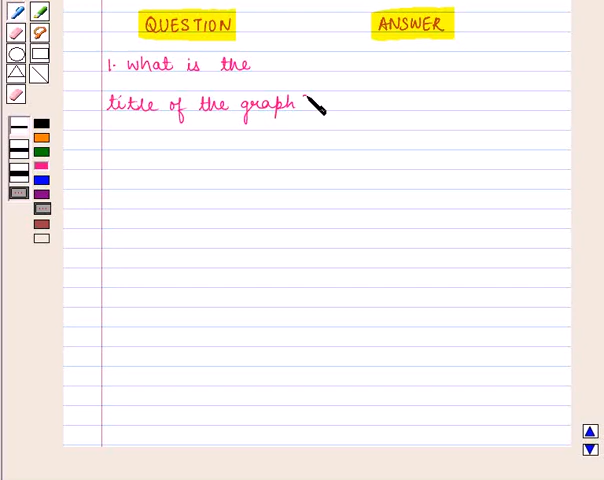 QUESTION ANSWER
1. what is the
title of the graph